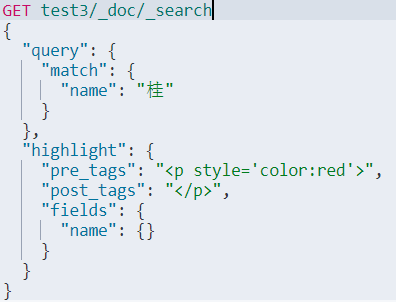 GET test3/_doc/_search
{
  "query": {
    "match": {
      "name": "桂"
    }
  },
  "highlight": {
    "pre_tags": "<p style='color:red'>",
    "post_tags": "</p>",
    "fields": {
      "name": {}
    }
  }
}